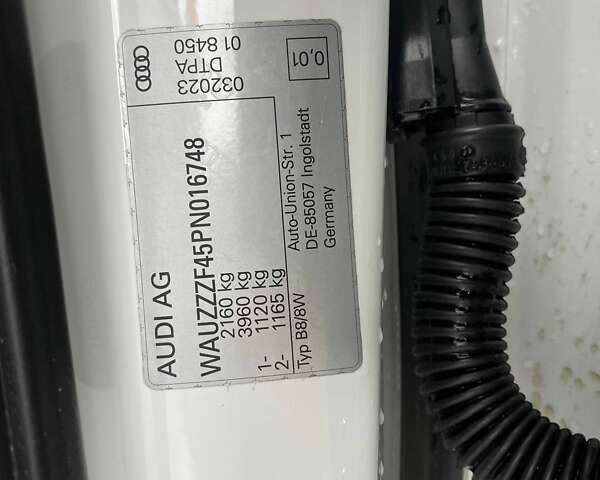 AUDI AG
WAUZZZF45PN016748
2160 kg
3960 kg
1- 1120 kg
2- 1165 kg
Typ B8/8W
Auto-Union-Str. 1
DE-85057 Ingolstadt
Germany
032023
DTPA
01 8450
0,01